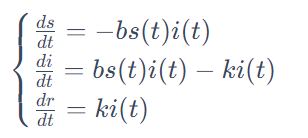 ds/dt = −bs(t)i(t)
di/dt = bs(t)i(t) − ki(t)
dr/dt = ki(t)